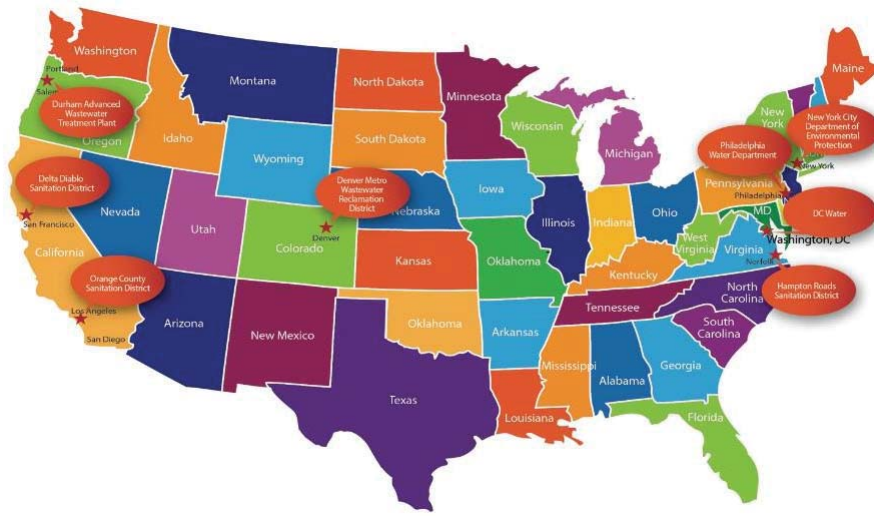 Washington
Portland
Salem
Durham Advanced
Wastewater
Treatment Plant
Oregon
Montana
Idaho
Wyoming
North Dakota
South Dakota
Minnesota
Wisconsin
Michigan
New
York
Maine
New York City
Department of
Environmental
Protection
New York
Philadelphia
Water Department
Pennsylvania
Philadelphia
Delta Diablo
Sanitation District
San Francisco
California
Nevada
Utah
Denver Metro
Wastewater
Reclamation
District
Denver
Colorado
Nebraska
Iowa
Illinois
Indiana
Ohio
MD
DC Water
Washington, DC
West
Virginia
Virginia
Norfolk
Hampton Roads
Sanitation District
Orange County
Sanitation District
Los Angeles
San Diego
Arizona
New Mexico
Kansas
Oklahoma
Oklahoma
Kentucky
Tennessee
North
Carolina
South
Carolina
Arkansas
Mississippi
Alabama
Georgia
Texas
Louisiana
Florida